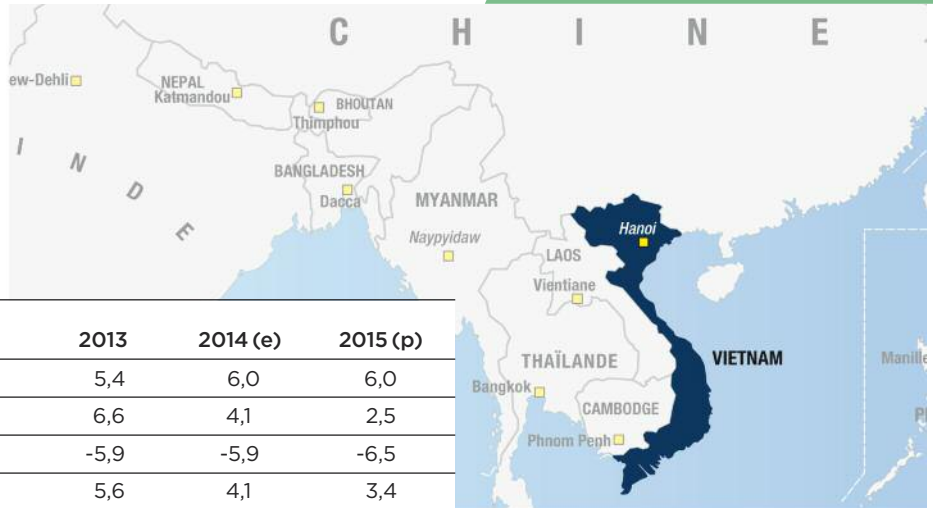 C H I N E
ew-Dehli
NEPAL
Katmandou
BHOUTAN
Thimphou
I N D E
BANGLADESH
Dacca
MYANMAR
Naypyidaw
Hanoi
LAOS
Vientiane
THAÏLANDE
VIETNAM
Manille
Bangkok
CAMBODGE
Phnom Penh
2013 2014 (e) 2015 (p)
5,4 6,0 6,0
6,6 4,1 2,5
-5,9 -5,9 -6,5
5,6 4,1 3,4